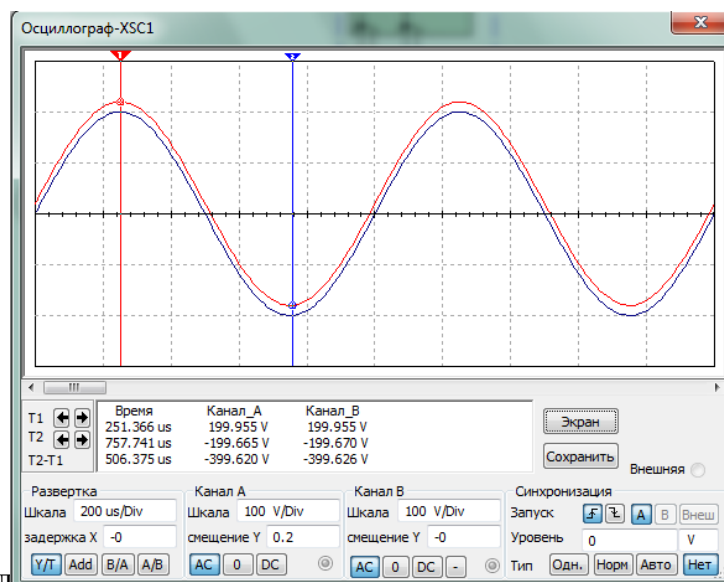 Осциллограф-XSC1
1 2
Время Канал_A Канал_B
T1 251.366 us 199.955 V 199.955 V
T2 757.741 us -199.665 V -199.670 V
T2-T1 506.375 us -399.620 V -399.626 V
Экран
Сохранить
Внешняя
Развертка Канал A Канал B Синхронизация
Шкала 200 us/Div Шкала 100 V/Div Шкала 100 V/Div Запуск A B Внеш
задержка X -0 смещение Y 0.2 смещение Y -0 Уровень 0 V
Y/T Add B/A A/B AC 0 DC AC 0 DC - Тип Одн. Норм Авто Нет